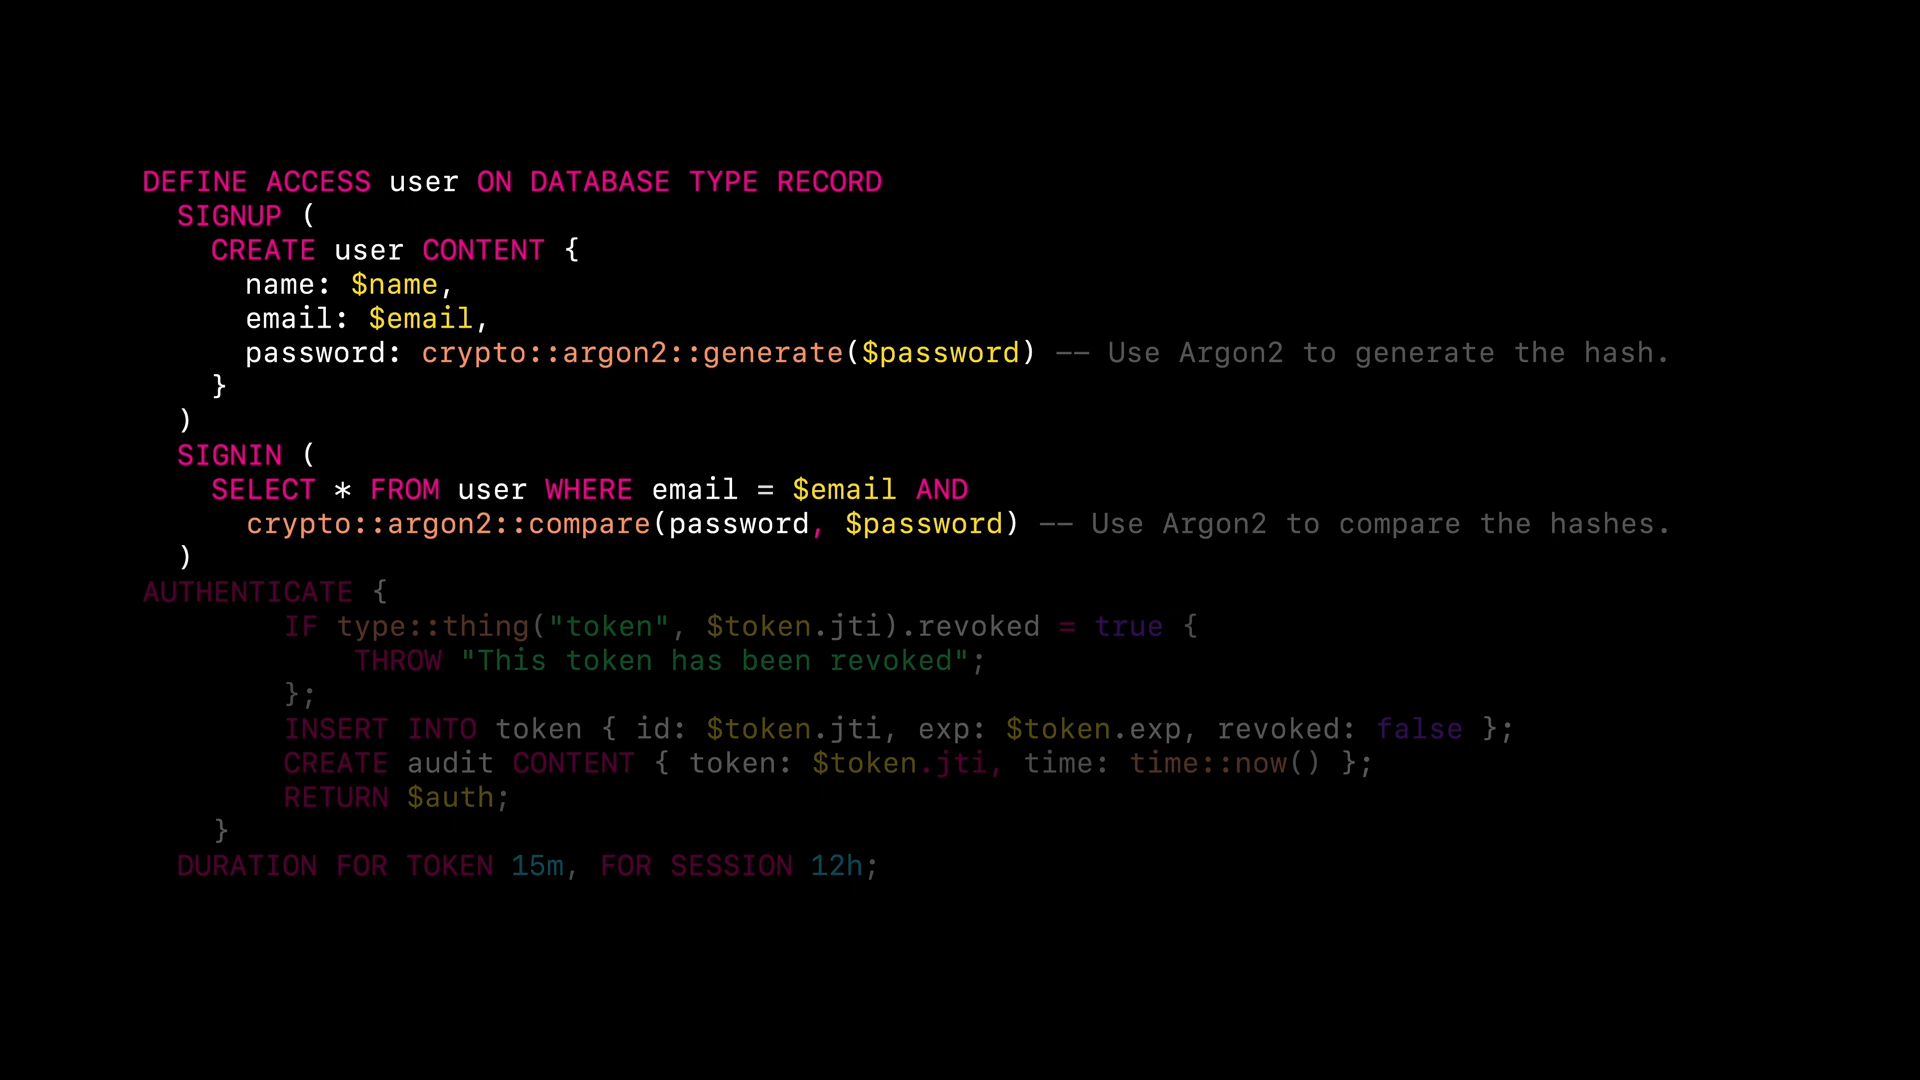 DEFINE ACCESS user ON DATABASE TYPE RECORD
SIGNUP (
CREATE user CONTENT {
name: $name,
email: $email,
password: crypto::argon2::generate($password) -- Use Argon2 to generate the hash.
}
)
SIGNIN (
SELECT * FROM user WHERE email = $email AND
crypto::argon2::compare(password, $password) -- Use Argon2 to compare the hashes.
)
AUTHENTICATE {
IF type::thing("token", $token.jti).revoked = true {
THROW "This token has been revoked";
};
INSERT INTO token { id: $token.jti, exp: $token.exp, revoked: false };
CREATE audit CONTENT { token: $token.jti, time: time::now() };
RETURN $auth;
}
DURATION FOR TOKEN 15m, FOR SESSION 12h;